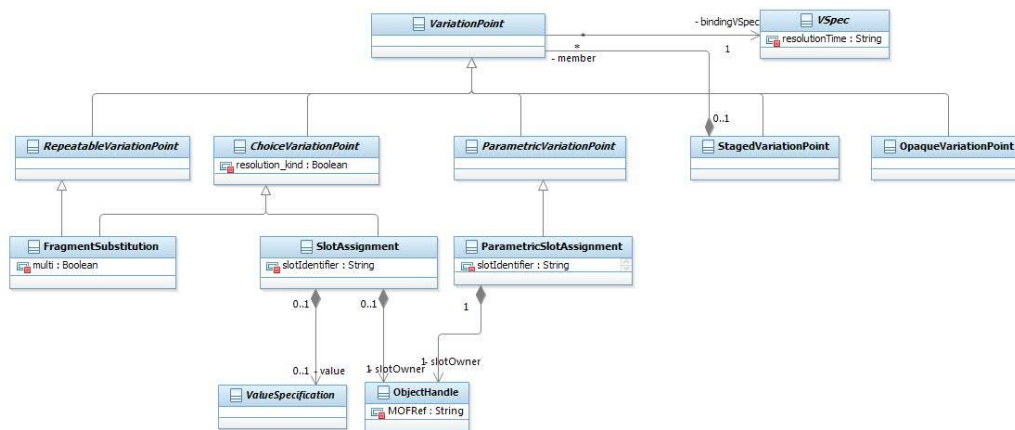 VariationPoint
- bindingVSpec
VSpec
*
resolutionTime : String
*
1
- member
0..1
RepeatableVariationPoint
ChoiceVariationPoint
ParametricVariationPoint
StagedVariationPoint
OpaqueVariationPoint
resolution_kind : Boolean
FragmentSubstitution
SlotAssignment
ParametricSlotAssignment
multi : Boolean
slotIdentifier : String
slotIdentifier : String
0..1
0..1
1
1 - slotOwner
0..1 - value
1 - slotOwner
ValueSpecification
ObjectHandle
MOFRef : String